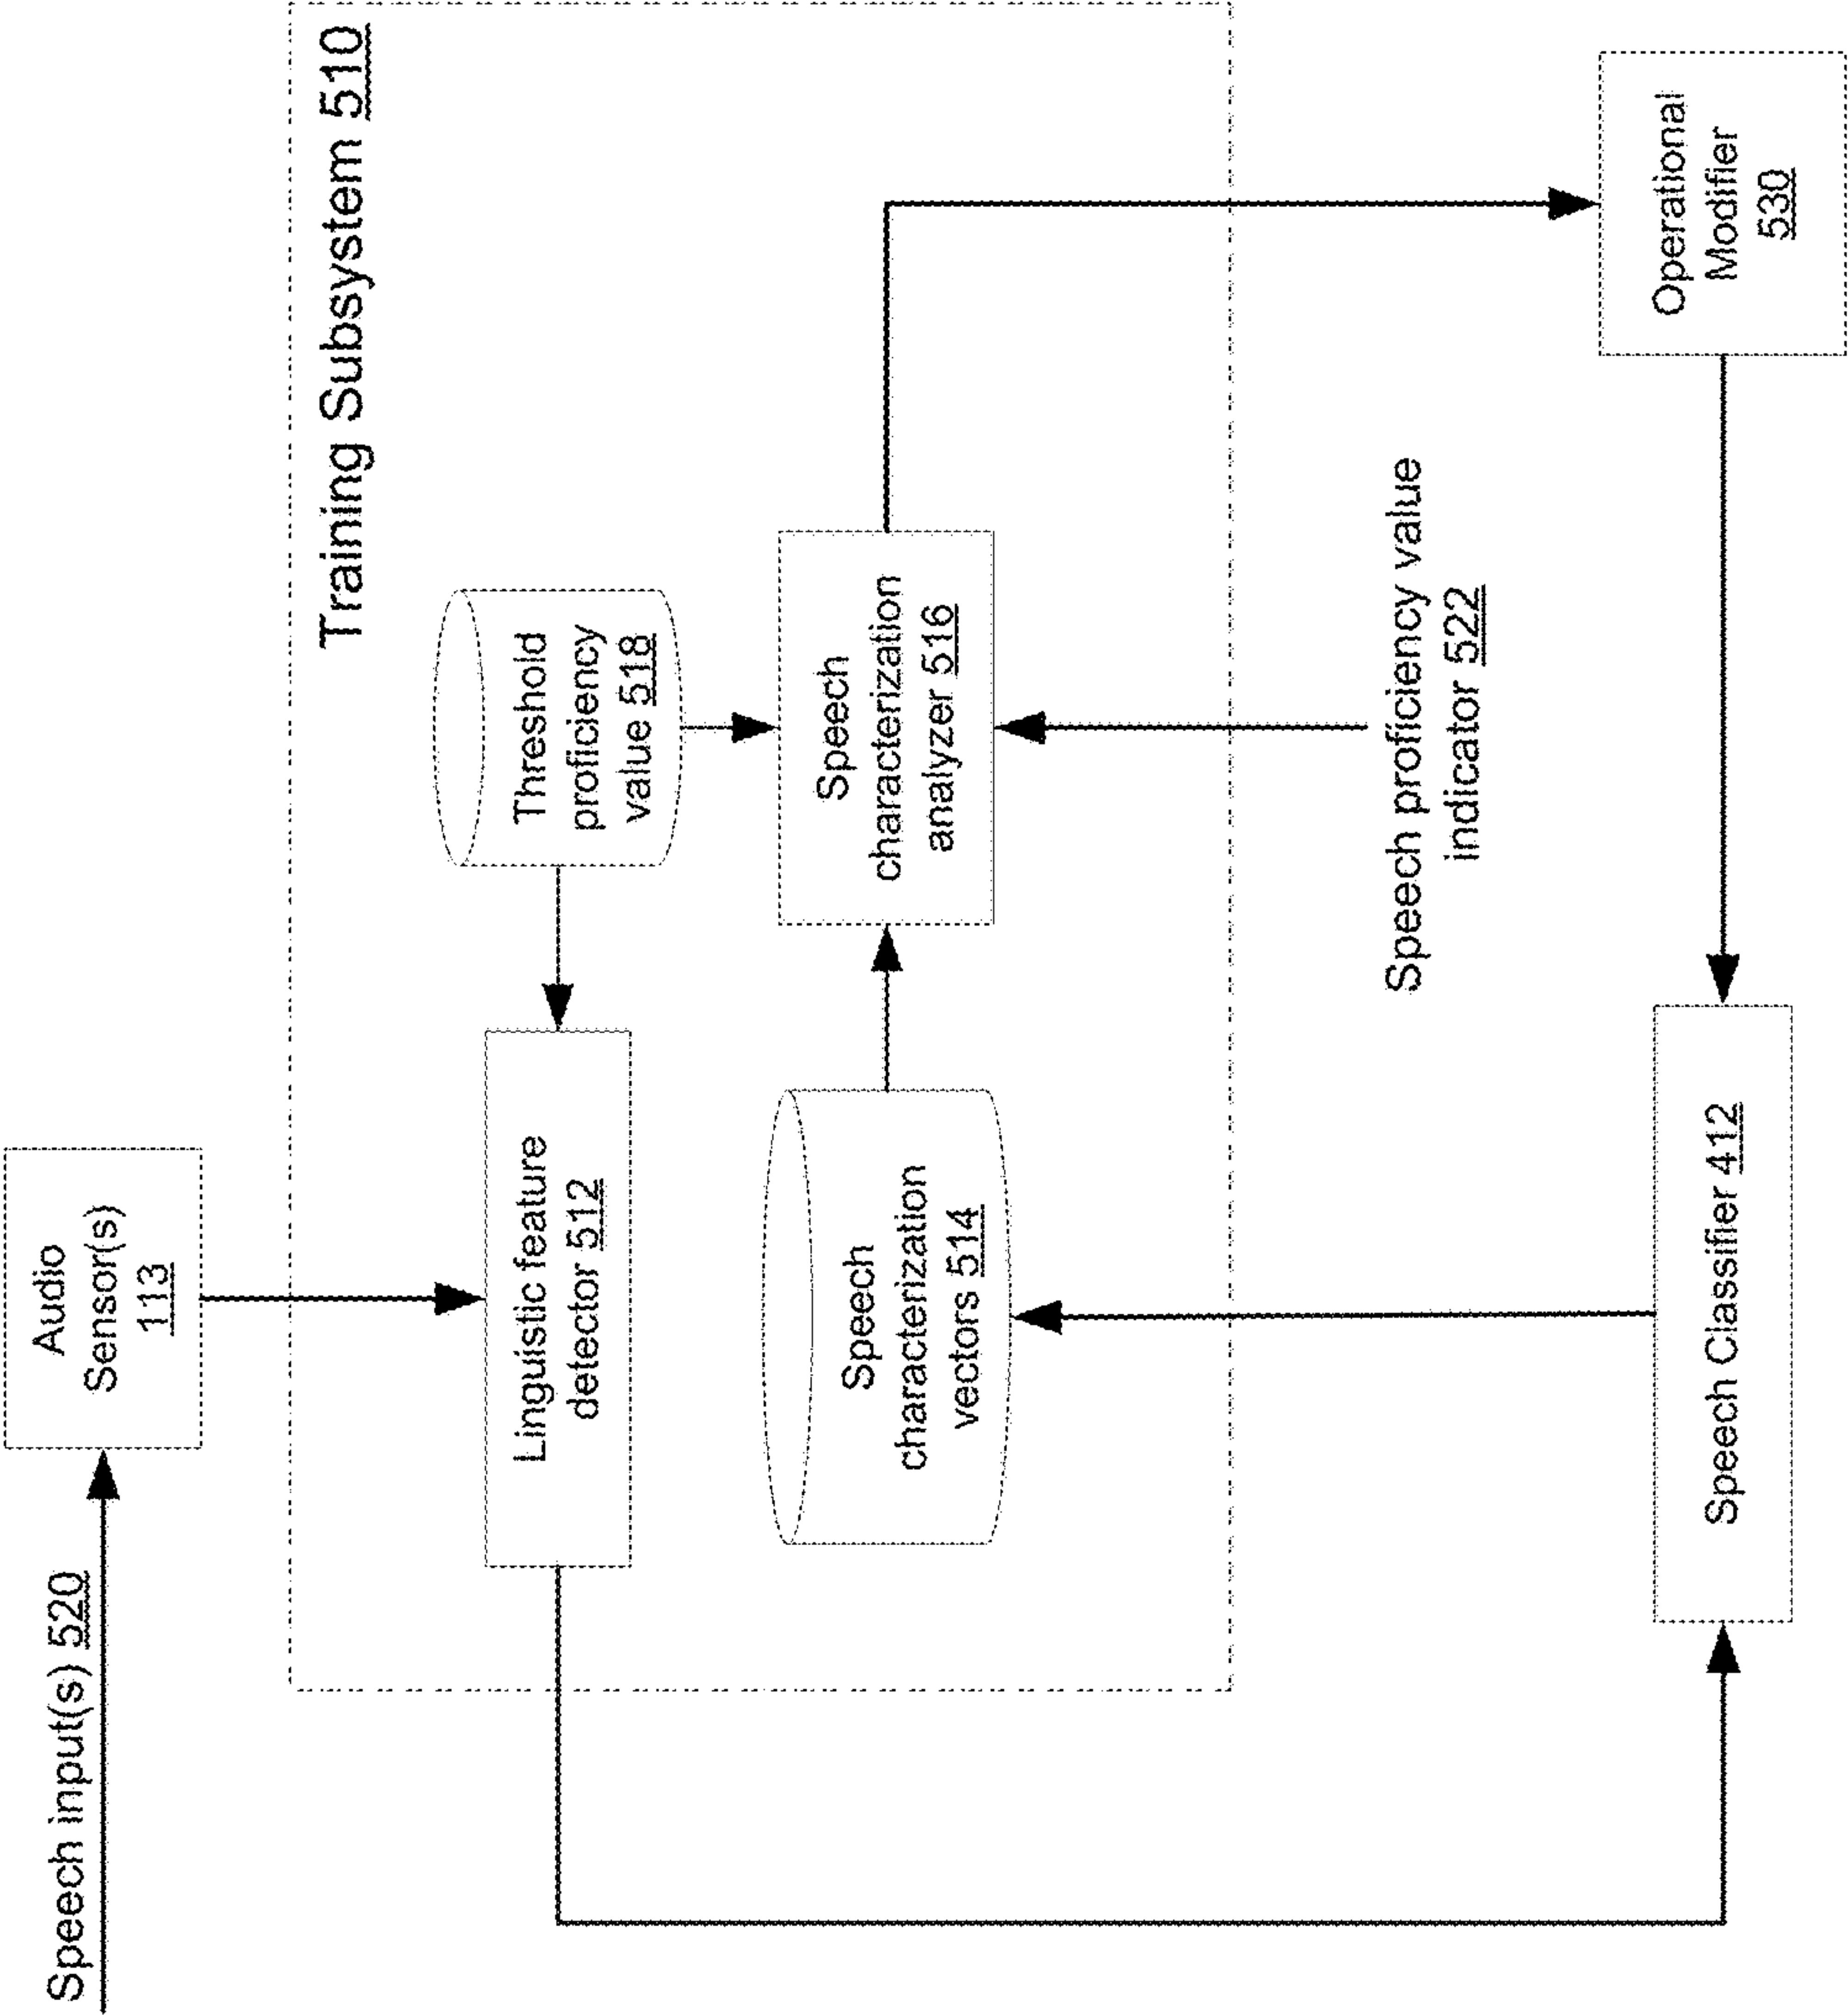 Speech input(s) 520
Audio
Sensor(s)
113
Training Subsystem 510
Linguistic feature
detector 512
Threshold
proficiency
value 518
Speech
characterization
vectors 514
Speech
characterization
analyzer 516
Speech proficiency value
indicator 522
Speech Classifier 412
Operational
Modifier
530